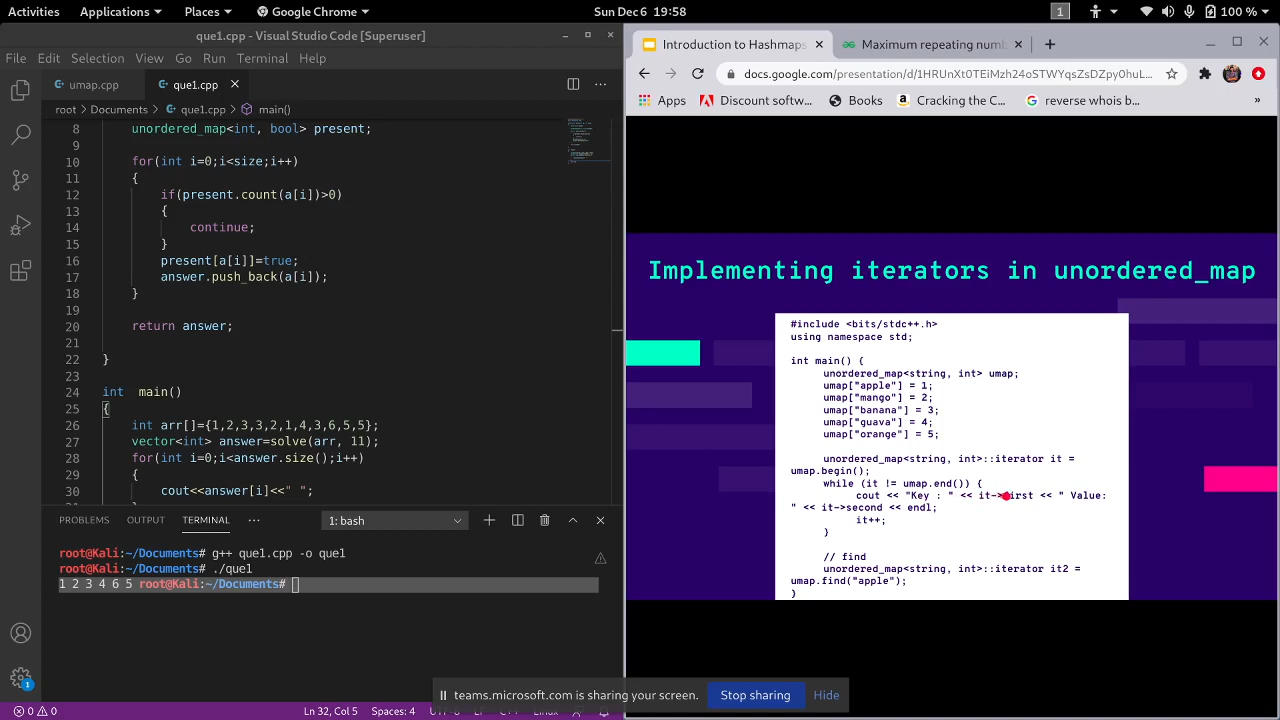 Activities Applications Places Google Chrome Sun Dec 6 19:58 1 100 %
que1.cpp - Visual Studio Code [Superuser]
File Edit Selection View Go Run Terminal Help
umap.cpp que1.cpp
root > Documents > que1.cpp > main()
8 unordered_map<int, bool> present;
9
10 for(int i=0;i<size;i++)
11 {
12 if(present.count(a[i])>0)
13 {
14 continue;
15 }
16 present[a[i]]=true;
17 answer.push_back(a[i]);
18 }
19
20 return answer;
21
22 }
23
24 int main()
25 {
26 int arr[]={1,2,3,3,2,1,4,3,6,5,5};
27 vector<int> answer=solve(arr, 11);
28 for(int i=0;i<answer.size();i++)
29 {
30 cout<<answer[i]<<" ";
PROBLEMS OUTPUT TERMINAL ... 1: bash
root@Kali:~/Documents# g++ que1.cpp -o que1
root@Kali:~/Documents# ./que1
1 2 3 4 6 5 root@Kali:~/Documents#
1
0 0 Ln 32, Col 5 Spaces: 4
Introduction to Hashmaps Maximum repeating numb
docs.google.com/presentation/d/1HRUnXt0TEiMzh24oSTWYqsZsDZpy0huL...
Apps Discount softw... Books Cracking the C... reverse whois b... »
Implementing iterators in unordered_map
#include <bits/stdc++.h>
using namespace std;
int main() {
unordered_map<string, int> umap;
umap["apple"] = 1;
umap["mango"] = 2;
umap["banana"] = 3;
umap["guava"] = 4;
umap["orange"] = 5;
unordered_map<string, int>::iterator it =
umap.begin();
while (it != umap.end()) {
cout << "Key : " << it->first << " Value:
" << it->second << endl;
it++;
}
// find
unordered_map<string, int>::iterator it2 =
umap.find("apple");
}
teams.microsoft.com is sharing your screen. Stop sharing Hide